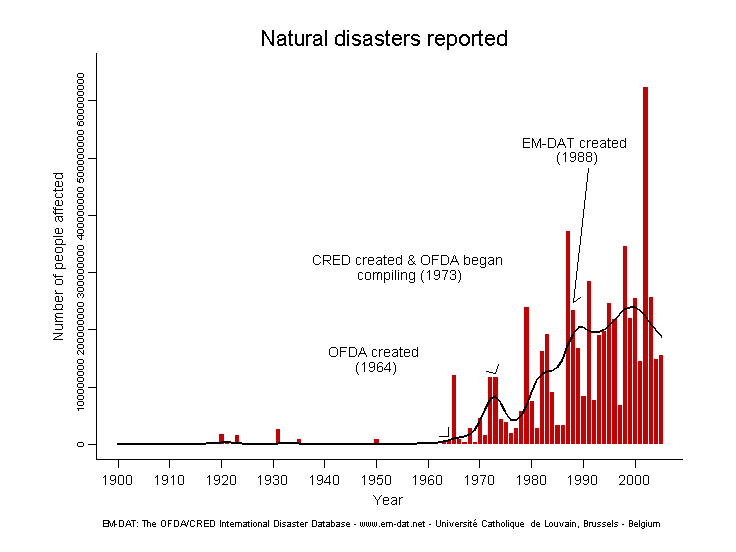 Natural disasters reported
EM-DAT created
(1988)
CRED created & OFDA began
compiling (1973)
OFDA created
(1964)
Number of people affected
0 100000000 200000000 300000000 400000000 500000000 600000000
1900 1910 1920 1930 1940 1950 1960 1970 1980 1990 2000
Year
EM-DAT: The OFDA/CRED International Disaster Database - www.em-dat.net - Université Catholique de Louvain, Brussels - Belgium